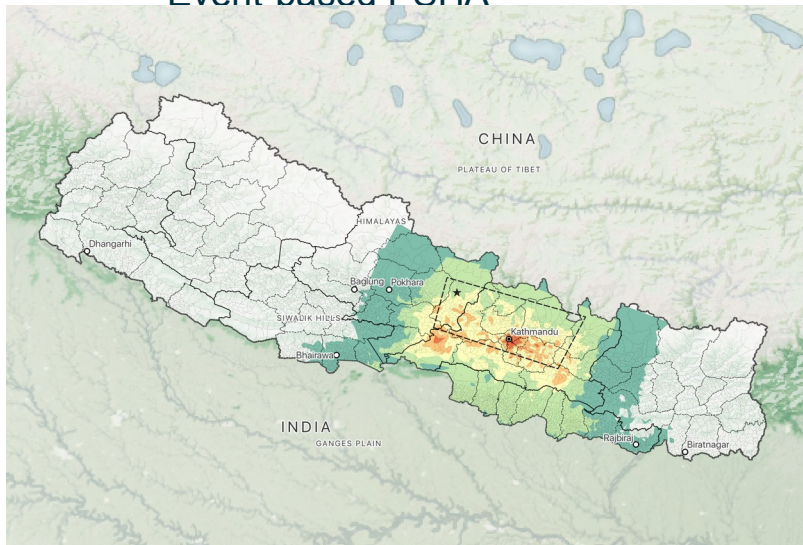 Event-based PSHA
CHINA
PLATEAU OF TIBET
HIMALAYAS
Dhangarhi
Baglung
Pokhara
SIWALIK HILLS
Kathmandu
Bhairawa
INDIA
GANGES PLAIN
Rajbiraj
Biratnagar